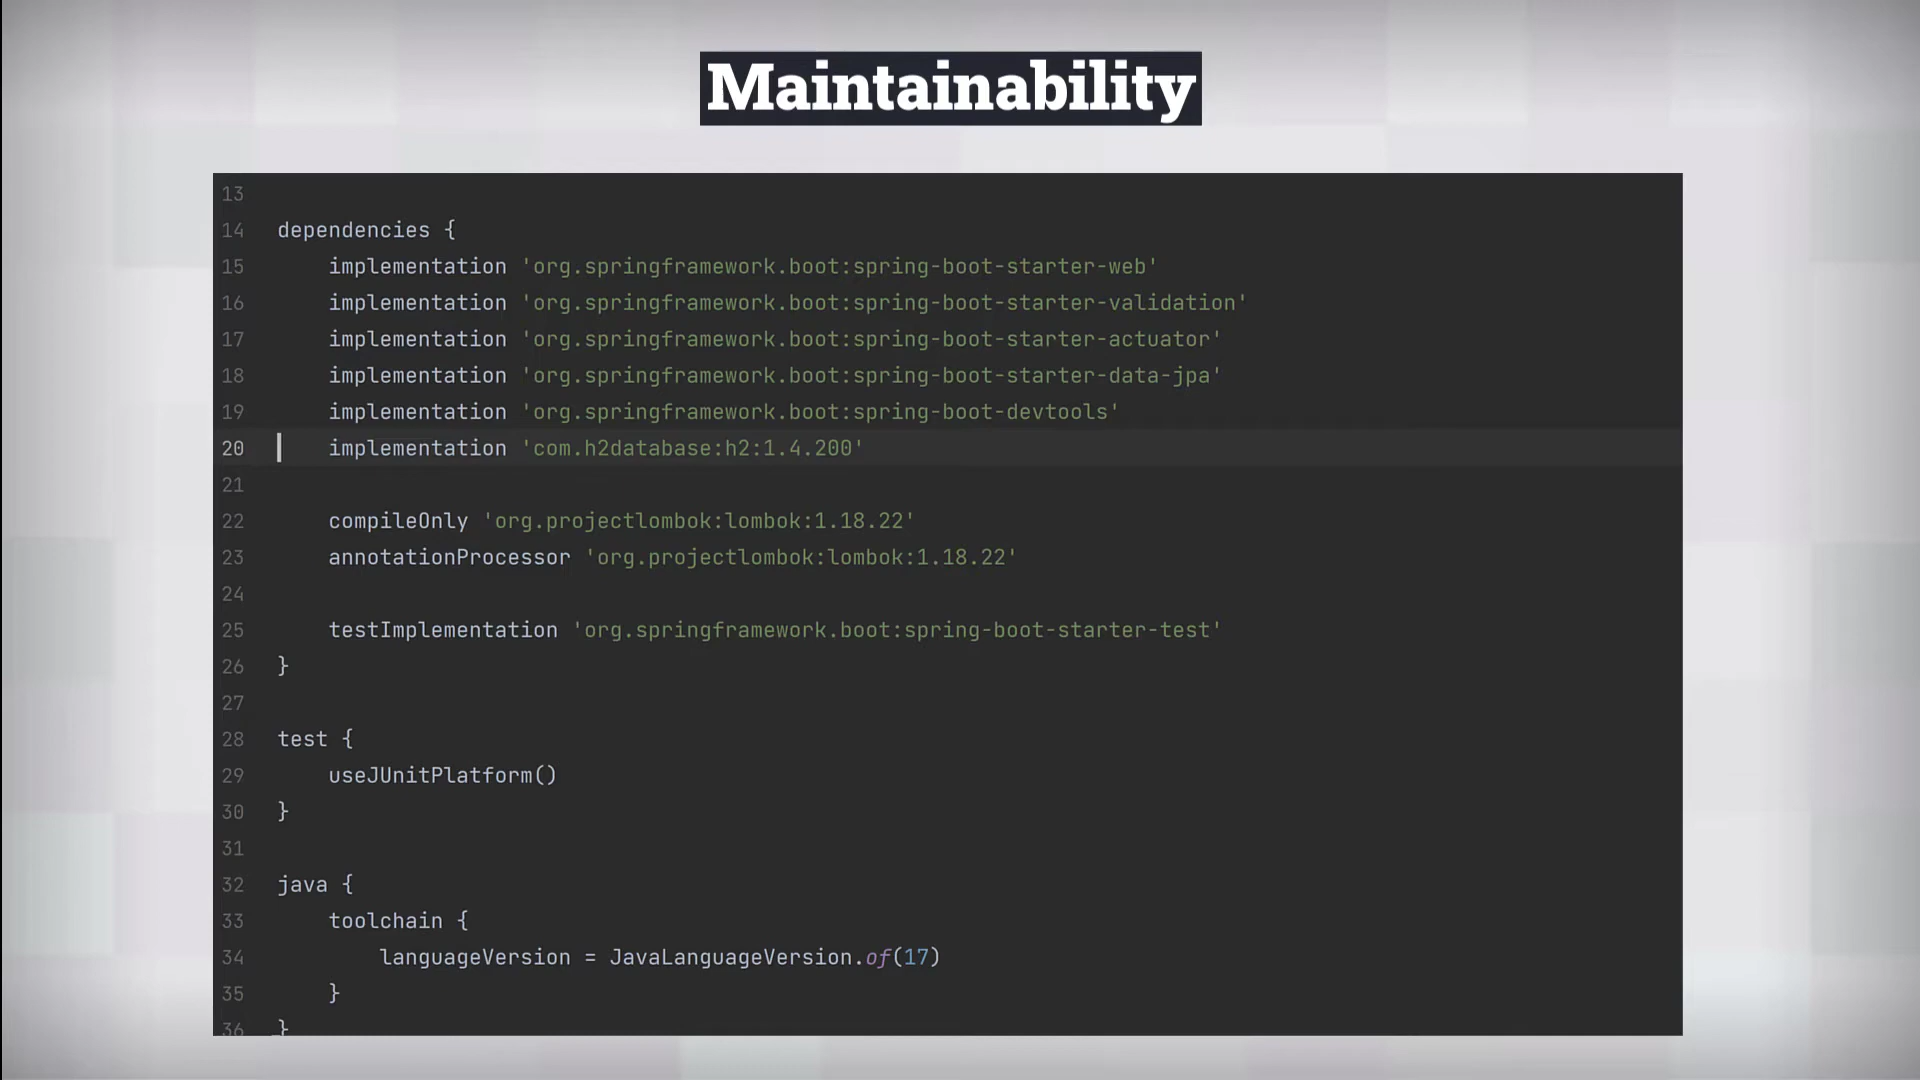 Maintainability
13
14 dependencies {
15 implementation 'org.springframework.boot:spring-boot-starter-web'
16 implementation 'org.springframework.boot:spring-boot-starter-validation'
17 implementation 'org.springframework.boot:spring-boot-starter-actuator'
18 implementation 'org.springframework.boot:spring-boot-starter-data-jpa'
19 implementation 'org.springframework.boot:spring-boot-devtools'
20 implementation 'com.h2database:h2:1.4.200'
21
22 compileOnly 'org.projectlombok:lombok:1.18.22'
23 annotationProcessor 'org.projectlombok:lombok:1.18.22'
24
25 testImplementation 'org.springframework.boot:spring-boot-starter-test'
26 }
27
28 test {
29 useJUnitPlatform()
30 }
31
32 java {
33 toolchain {
34 languageVersion = JavaLanguageVersion.of(17)
35 }
36 }